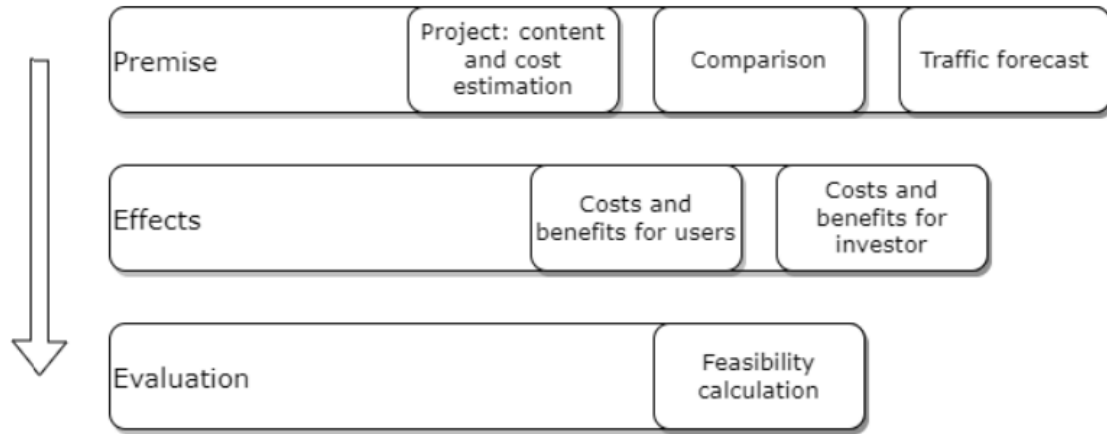 Premise
Project: content
and cost
estimation
Comparison
Traffic forecast
Effects
Costs and
benefits for users
Costs and
benefits for
investor
Evaluation
Feasibility
calculation